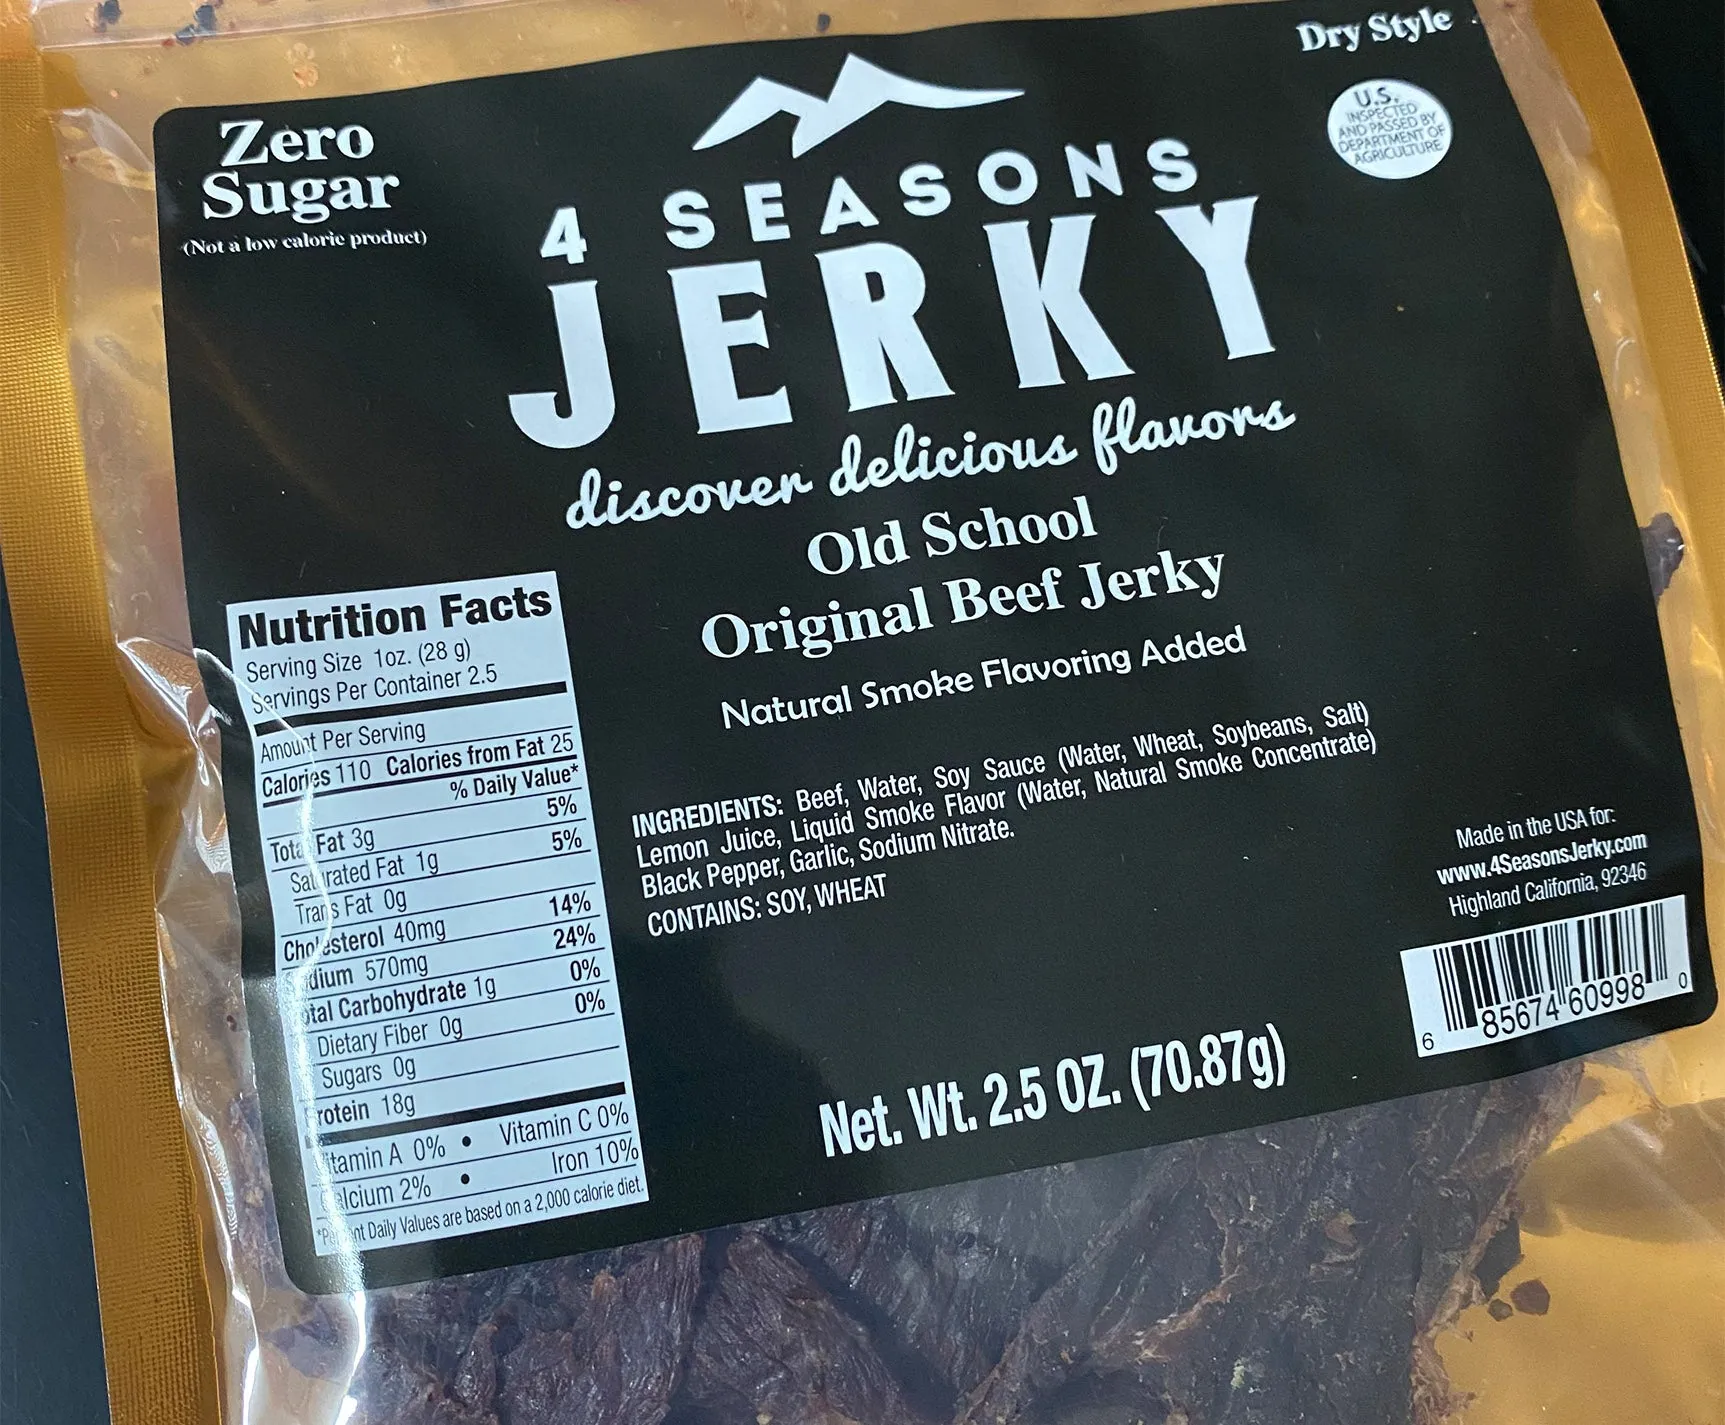 Dry Style
U.S.
INSPECTED
AND PASSED BY
DEPARTMENT OF
AGRICULTURE
Zero
Sugar
(Not a low calorie product)
4 SEASONS
JERKY
discover delicious flavors
Old School
Original Beef Jerky
Natural Smoke Flavoring Added
Nutrition Facts
Serving Size 1oz. (28 g)
Servings Per Container 2.5
Amount Per Serving
Calories 110 Calories from Fat 25
% Daily Value*
Total Fat 3g 5%
Saturated Fat 1g 5%
Trans Fat 0g
Cholesterol 40mg 14%
dium 570mg 24%
otal Carbohydrate 1g 0%
Dietary Fiber 0g 0%
Sugars 0g
rotein 18g
itamin A 0% • Vitamin C 0%
alcium 2% • Iron 10%
*Percent Daily Values are based on a 2,000 calorie diet.
INGREDIENTS: Beef, Water, Soy Sauce (Water, Wheat, Soybeans, Salt)
Lemon Juice, Liquid Smoke Flavor (Water, Natural Smoke Concentrate)
Black Pepper, Garlic, Sodium Nitrate.
CONTAINS: SOY, WHEAT
Made in the USA for:
www.4SeasonsJerky.com
Highland California, 92346
6 85674 60998 0
Net. Wt. 2.5 OZ. (70.87g)